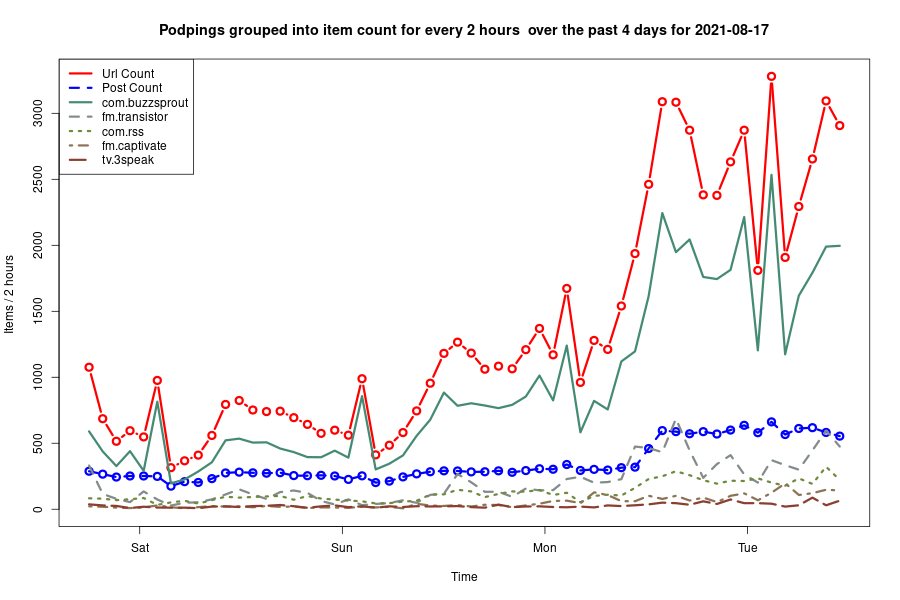 Podpings grouped into item count for every 2 hours  over the past 4 days for 2021-08-17
Url Count
Post Count
com.buzzsprout
fm.transistor
com.rss
fm.captivate
tv.3speak
Items / 2 hours
3000
2500
2000
1500
1000
500
0
Sat
Sun
Mon
Tue
Time